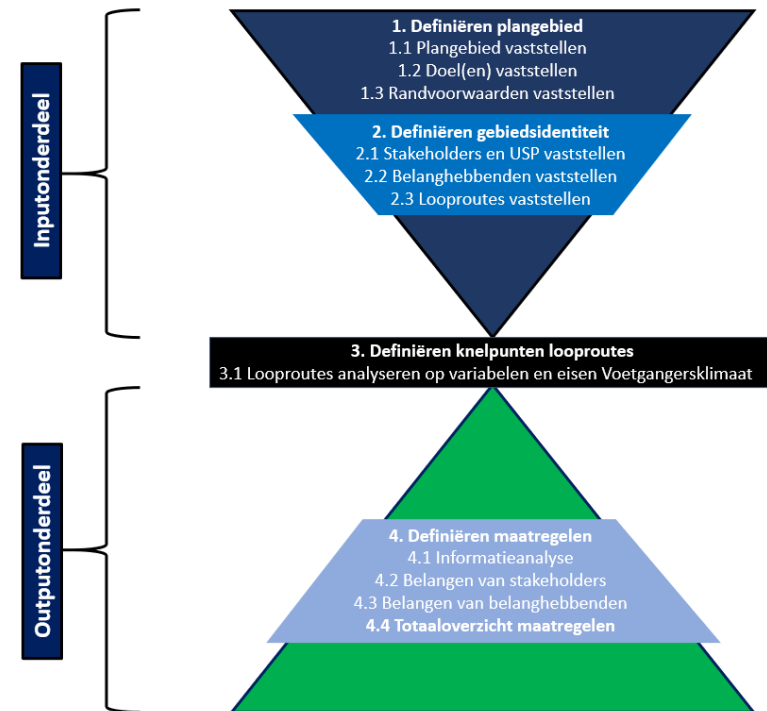 Inputonderdeel
1. Definiëren plangebied
1.1 Plangebied vaststellen
1.2 Doel(en) vaststellen
1.3 Randvoorwaarden vaststellen
2. Definiëren gebiedsidentiteit
2.1 Stakeholders en USP vaststellen
2.2 Belanghebbenden vaststellen
2.3 Looproutes vaststellen
3. Definiëren knelpunten looproutes
3.1 Looproutes analyseren op variabelen en eisen Voetgangersklimaat
Outputonderdeel
4. Definiëren maatregelen
4.1 Informatieanalyse
4.2 Belangen van stakeholders
4.3 Belangen van belanghebbenden
4.4 Totaaloverzicht maatregelen